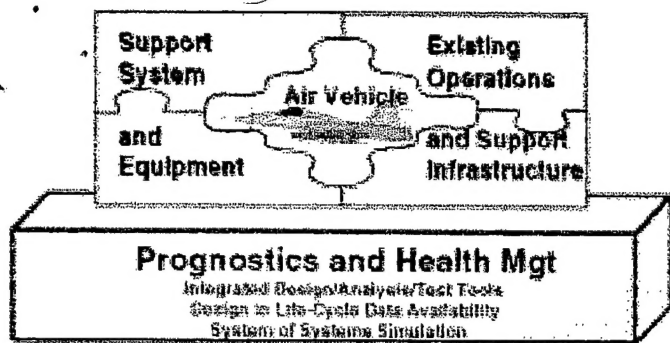 Support
System
Existing
Operations
Air Vehicle
and
Equipment
and Support
Infrastructure
Prognostics and Health Mgt
Integrated Design/Analysis/Test Tools
Design to Life-Cycle Data Availability
System of Systems Simulation